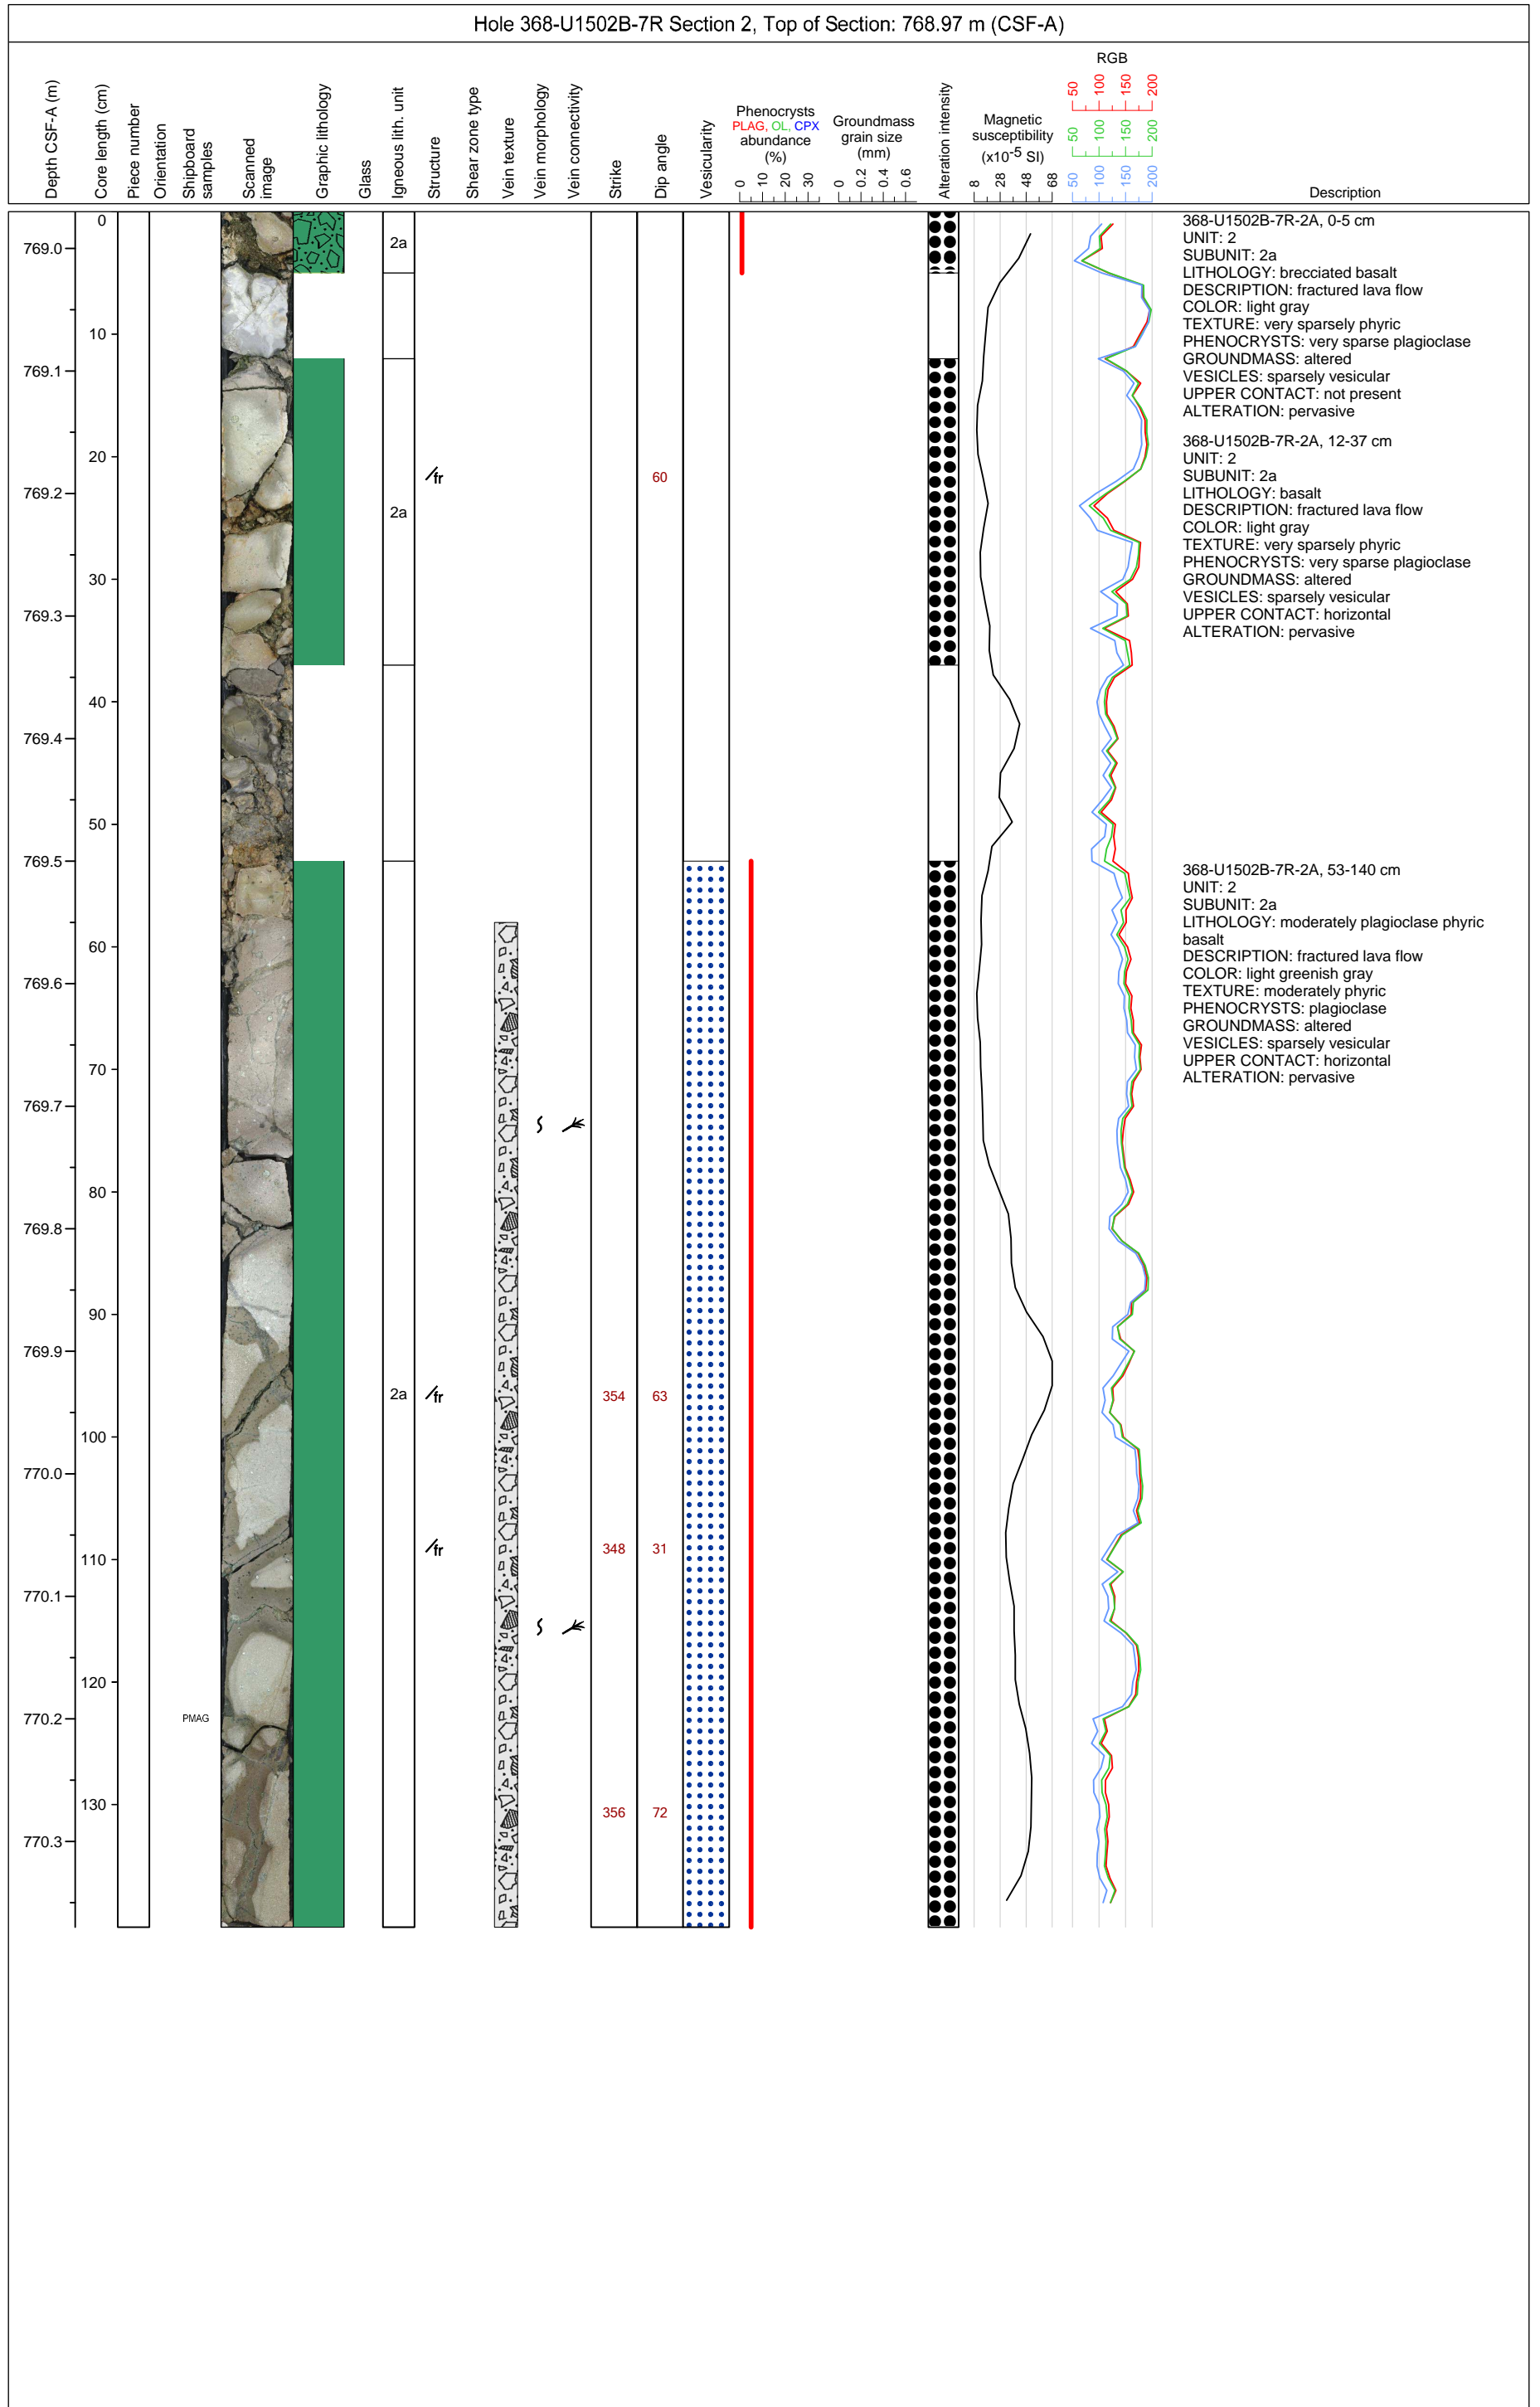 Hole 368-U1502B-7R Section 2, Top of Section: 768.97 m (CSF-A)
Depth CSF-A (m)
Core length (cm)
Piece number
Orientation
Shipboard
samples
Scanned
image
Graphic lithology
Glass
Igneous lith. unit
Structure
Shear zone type
Vein texture
Vein morphology
Vein connectivity
Strike
Dip angle
Vesicularity
Phenocrysts
PLAG, OL, CPX
abundance
(%)
0 10 20 30
Groundmass
grain size
(mm)
0 0.2 0.4 0.6
Alteration intensity
Magnetic
susceptibility
(x10-5 SI)
8 28 48 68
RGB
50 100 150 200
50 100 150 200
50 100 150 200
Description
769.0
769.1
769.2
769.3
769.4
769.5
769.6
769.7
769.8
769.9
770.0
770.1
770.2
770.3
0
10
20
30
40
50
60
70
80
90
100
110
120
130
PMAG
2a
2a
2a
fr
fr
fr
354
348
356
60
63
31
72
368-U1502B-7R-2A, 0-5 cm
UNIT: 2
SUBUNIT: 2a
LITHOLOGY: brecciated basalt
DESCRIPTION: fractured lava flow
COLOR: light gray
TEXTURE: very sparsely phyric
PHENOCRYSTS: very sparse plagioclase
GROUNDMASS: altered
VESICLES: sparsely vesicular
UPPER CONTACT: not present
ALTERATION: pervasive
368-U1502B-7R-2A, 12-37 cm
UNIT: 2
SUBUNIT: 2a
LITHOLOGY: basalt
DESCRIPTION: fractured lava flow
COLOR: light gray
TEXTURE: very sparsely phyric
PHENOCRYSTS: very sparse plagioclase
GROUNDMASS: altered
VESICLES: sparsely vesicular
UPPER CONTACT: horizontal
ALTERATION: pervasive
368-U1502B-7R-2A, 53-140 cm
UNIT: 2
SUBUNIT: 2a
LITHOLOGY: moderately plagioclase phyric
basalt
DESCRIPTION: fractured lava flow
COLOR: light greenish gray
TEXTURE: moderately phyric
PHENOCRYSTS: plagioclase
GROUNDMASS: altered
VESICLES: sparsely vesicular
UPPER CONTACT: horizontal
ALTERATION: pervasive